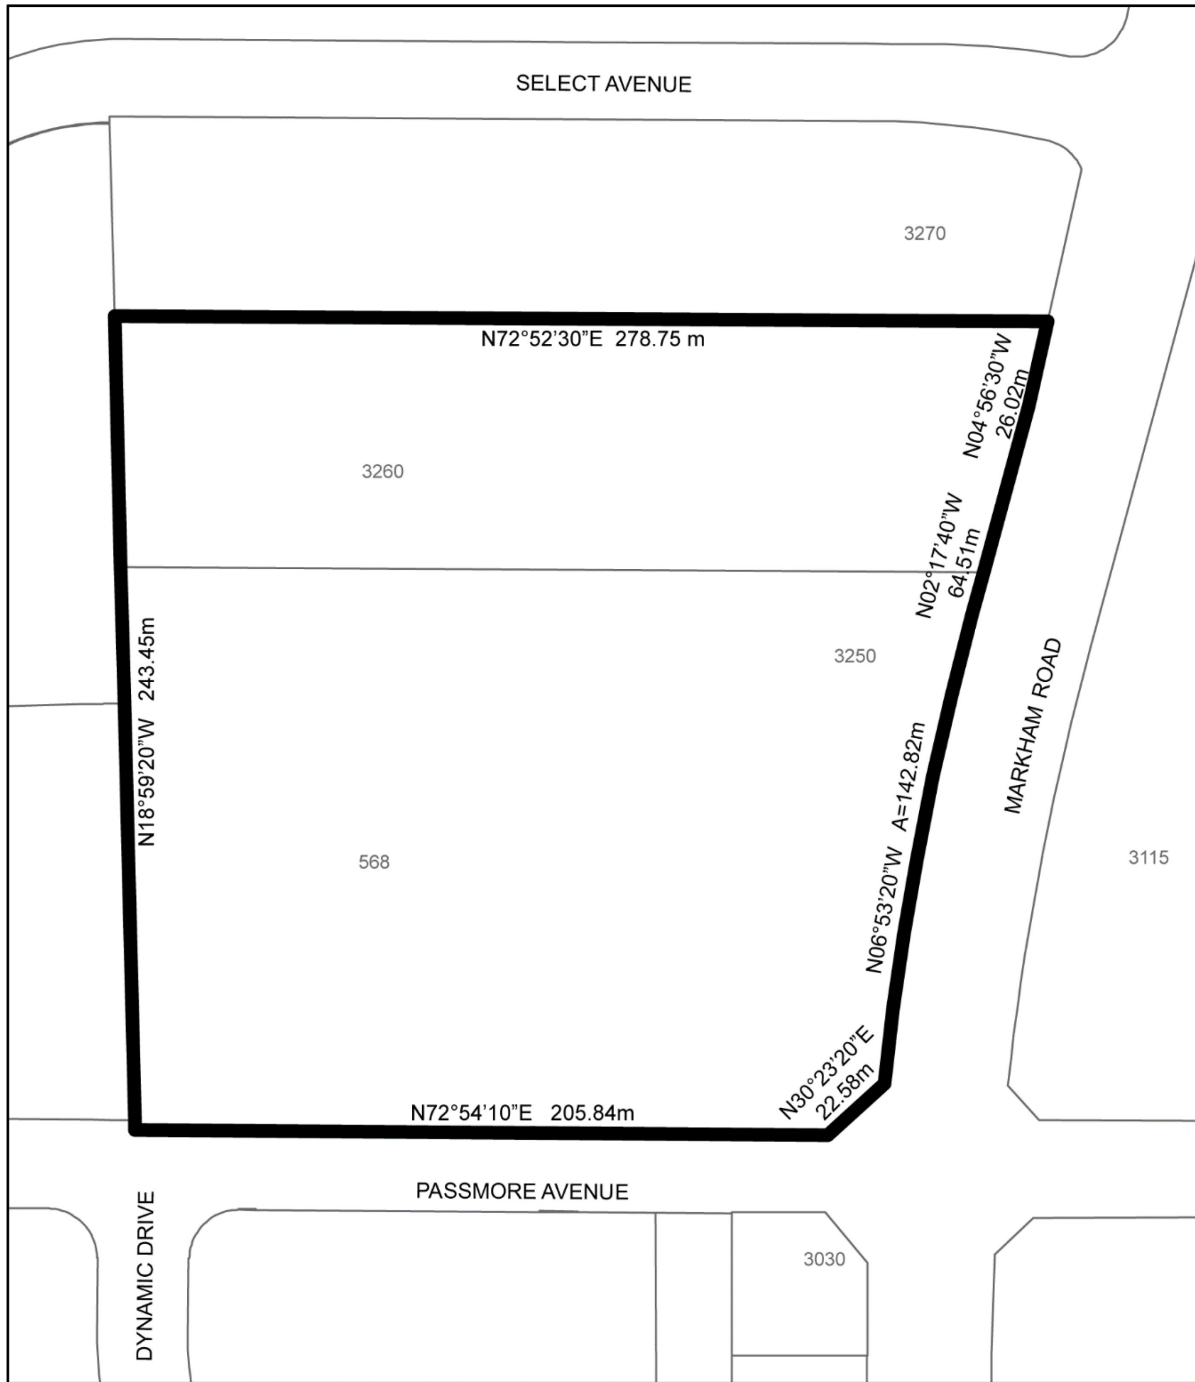 SELECT AVENUE
3270
N72°52’30”E 278.75 m
N04°56’30”W
26.02m
3260
N02°17’40”W
64.51m
N18°59’20”W 243.45m
3250
MARKHAM ROAD
N06°53’20”W A=142.82m
568
3115
N30°23’20”E
22.58m
N72°54’10”E 205.84m
PASSMORE AVENUE
DYNAMIC DRIVE
3030